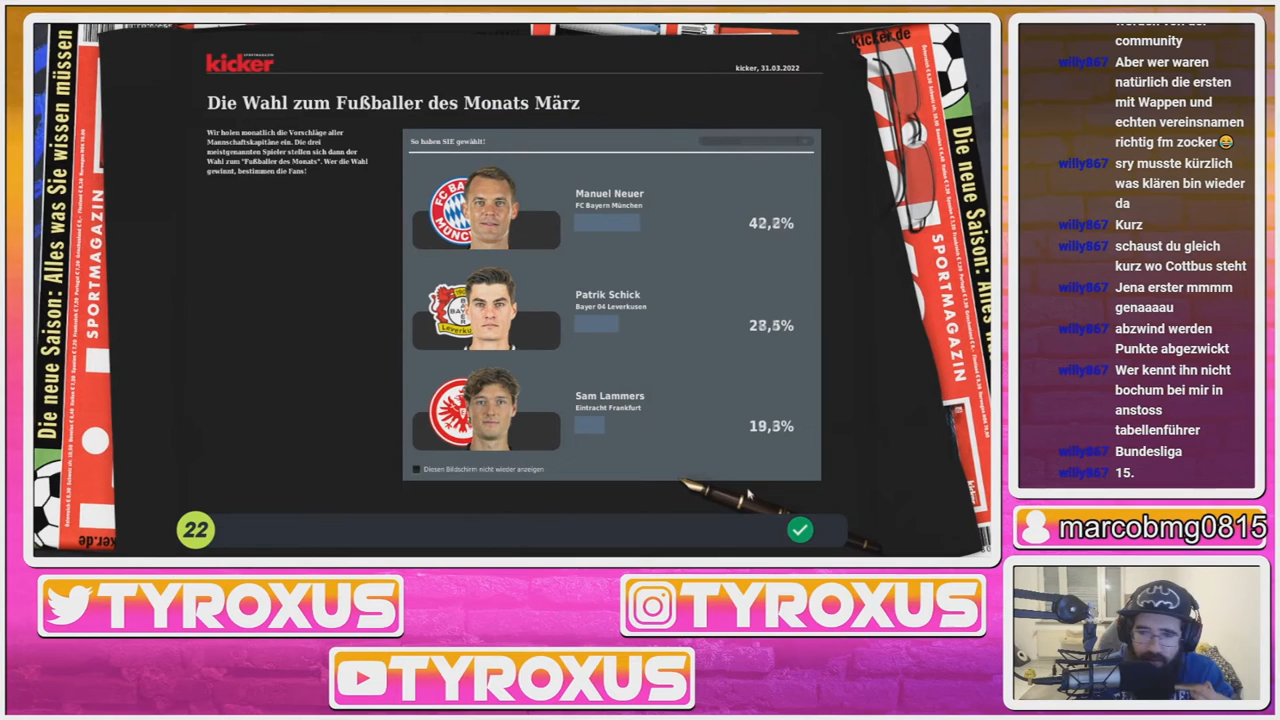 Die neue Saison: Alles was Sie wissen müssen
SPORTMAGAZIN
kicker
SPORTMAGAZIN
kicker, 31.03.2022
Die Wahl zum Fußballer des Monats März
Wir holen monatlich die Vorschläge aller
Mannschaftskapitäne ein. Die drei
meistgenannten Spieler stellen sich dann der
Wahl zum "Fußballer des Monats". Wer die Wahl
gewinnt, bestimmen die Fans!
So haben SIE gewählt!
Manuel Neuer
FC Bayern München
Patrik Schick
Bayer 04 Leverkusen
Sam Lammers
Eintracht Frankfurt
Diesen Bildschirm nicht wieder anzeigen
22
kicker.de
Die neue Saison:
SPORTMAGAZIN
community
willy867 Aber wer waren
natürlich die ersten
mit Wappen und
echten vereinsnamen
richtig fm zocker😅
willy867 sry musste kürzlich
was klären bin wieder
da
willy867 Kurz
willy867 schaust du gleich
kurz wo Cottbus steht
willy867 Jena erster mmmm
genaaaau
willy867 abzwind werden
Punkte abgezwickt
willy867 Wer kennt ihn nicht
bochum bei mir in
anstoss
tabellenführer
willy867 Bundesliga
willy867 15.
marcobmg0815
TYROXUS
TYROXUS
TYROXUS